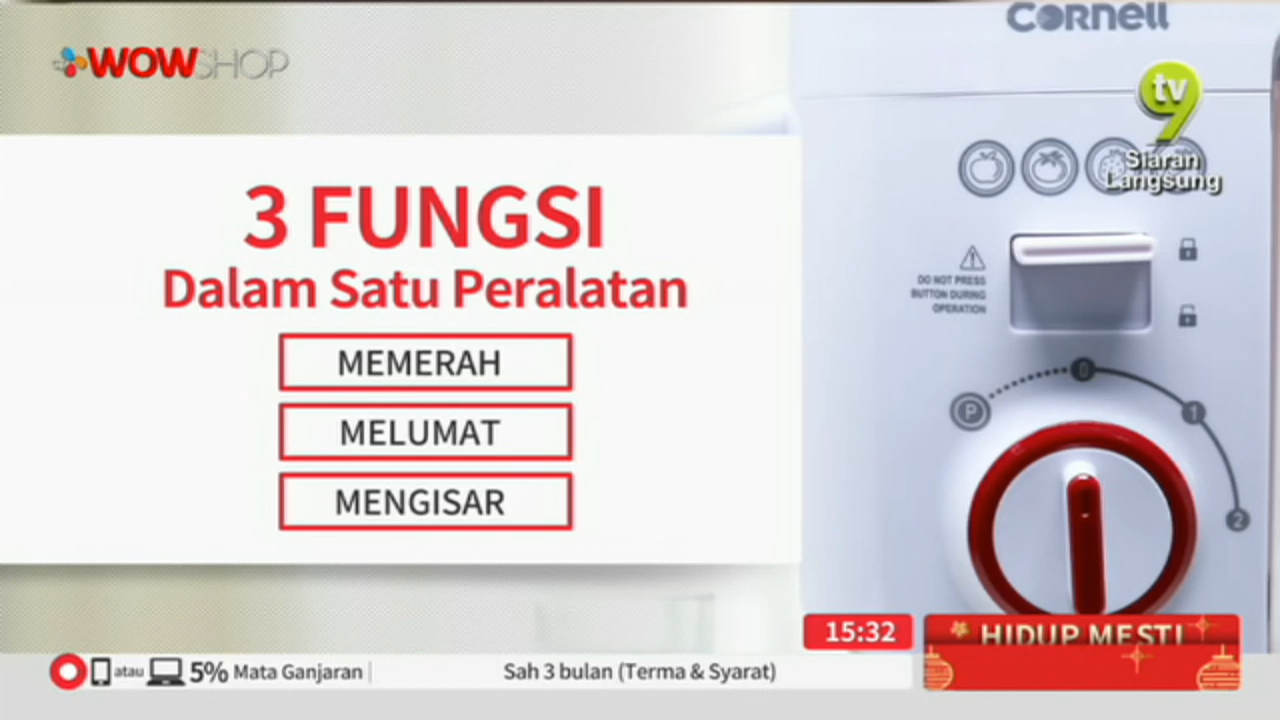 WOWSHOP
Cornell
tv9
Siaran
Langsung
3 FUNGSI
Dalam Satu Peralatan
MEMERAH
MELUMAT
MENGISAR
DO NOT PRESS
BUTTON DURING
OPERATION
0
P
1
2
15:32
HIDUP MESTI
atau 5% Mata Ganjaran
Sah 3 bulan (Terma & Syarat)